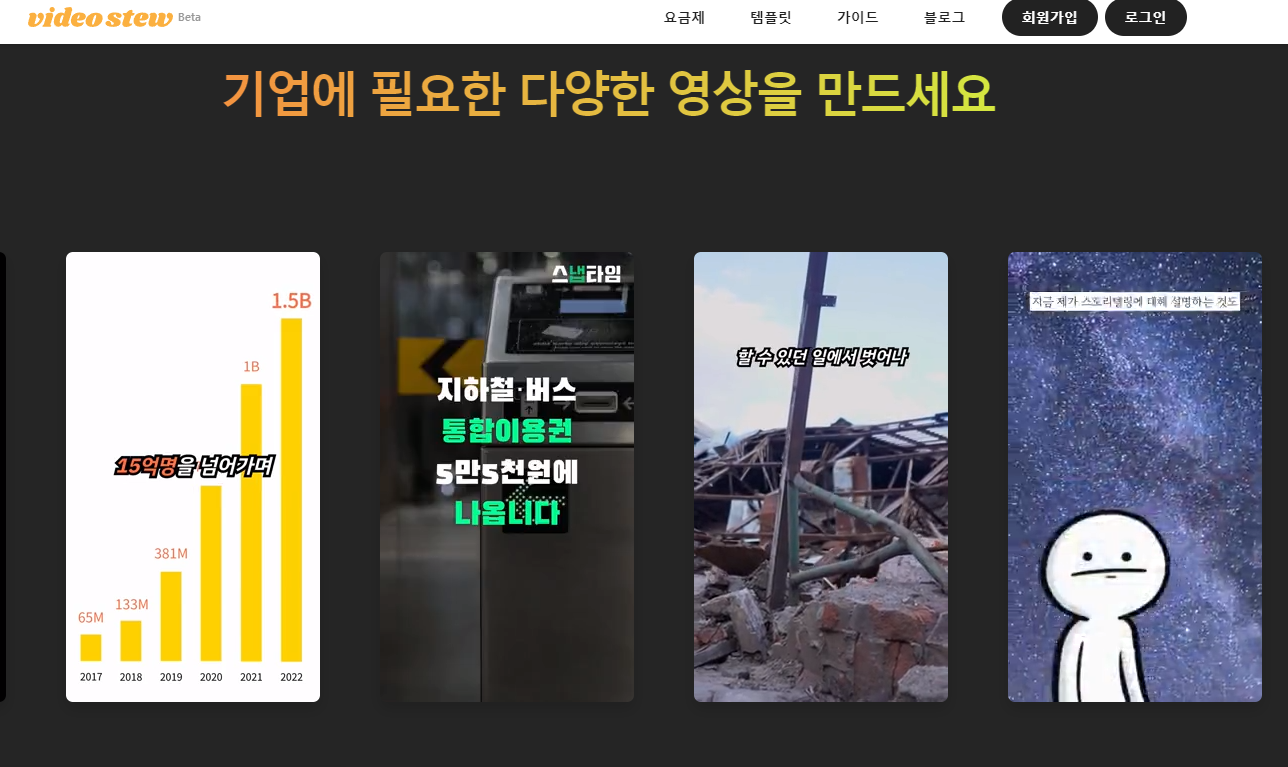 video stew Beta
요금제 템플릿 가이드 블로그 회원가입 로그인
기업에 필요한 다양한 영상을 만드세요
1.5B
1B
15억명을 넘어가며
381M
133M
65M
2017 2018 2019 2020 2021 2022
스냅타임
지하철·버스
통합이용권
5만5천원에
나옵니다
할 수 있던 일에서 벗어나
지금 제가 스토리텔링에 대해 설명하는 것도